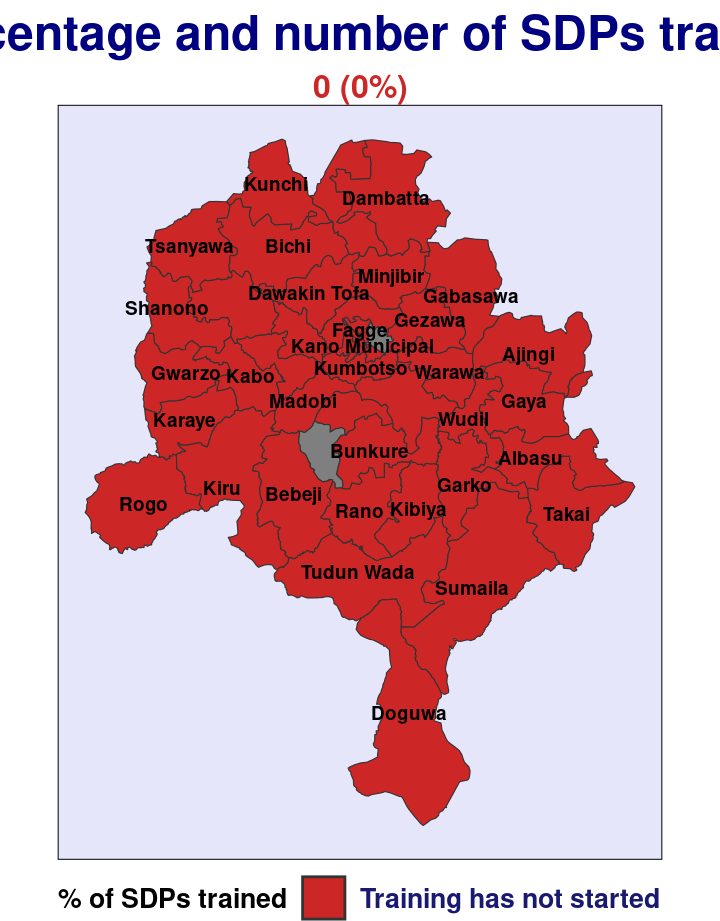 centage and number of SDPs tra
0 (0%)
Kunchi
Dambatta
Tsanyawa
Bichi
Minjibir
Dawakin Tofa
Gabasawa
Shanono
Gezawa
Fagge
Kano Municipal
Ajingi
Kumbotso
Gwarzo
Kabo
Warawa
Madobi
Gaya
Karaye
Wudil
Bunkure
Albasu
Kiru
Bebeji
Garko
Rogo
Rano
Kibiya
Takai
Tudun Wada
Sumaila
Doguwa
% of SDPs trained
Training has not started